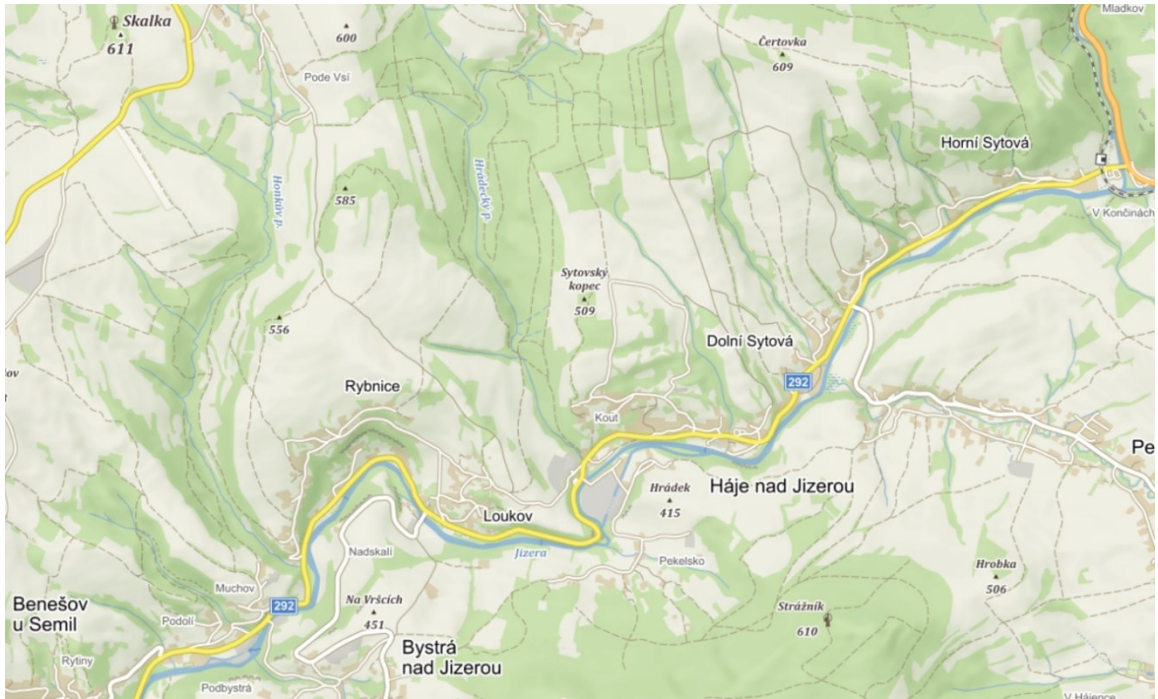 Skalka
611
600
Pode Vsí
Čertovka
609
Mladkov
Horní Sytová
Honkův p.
Hrádecký p.
585
V Končinách
Sytovský
kopec
509
556
Dolní Sytová
292
Rybnice
Kout
Loukov
Hrádek
415
Háje nad Jizerou
Pe
Jizera
Nadskalí
Pekelsko
Hrobka
506
Muchov
292
Na Vršcích
451
Strážník
610
Benešov
u Semil
Podolí
Bystrá
nad Jizerou
Rytiny
Podbystrá
V Hájence